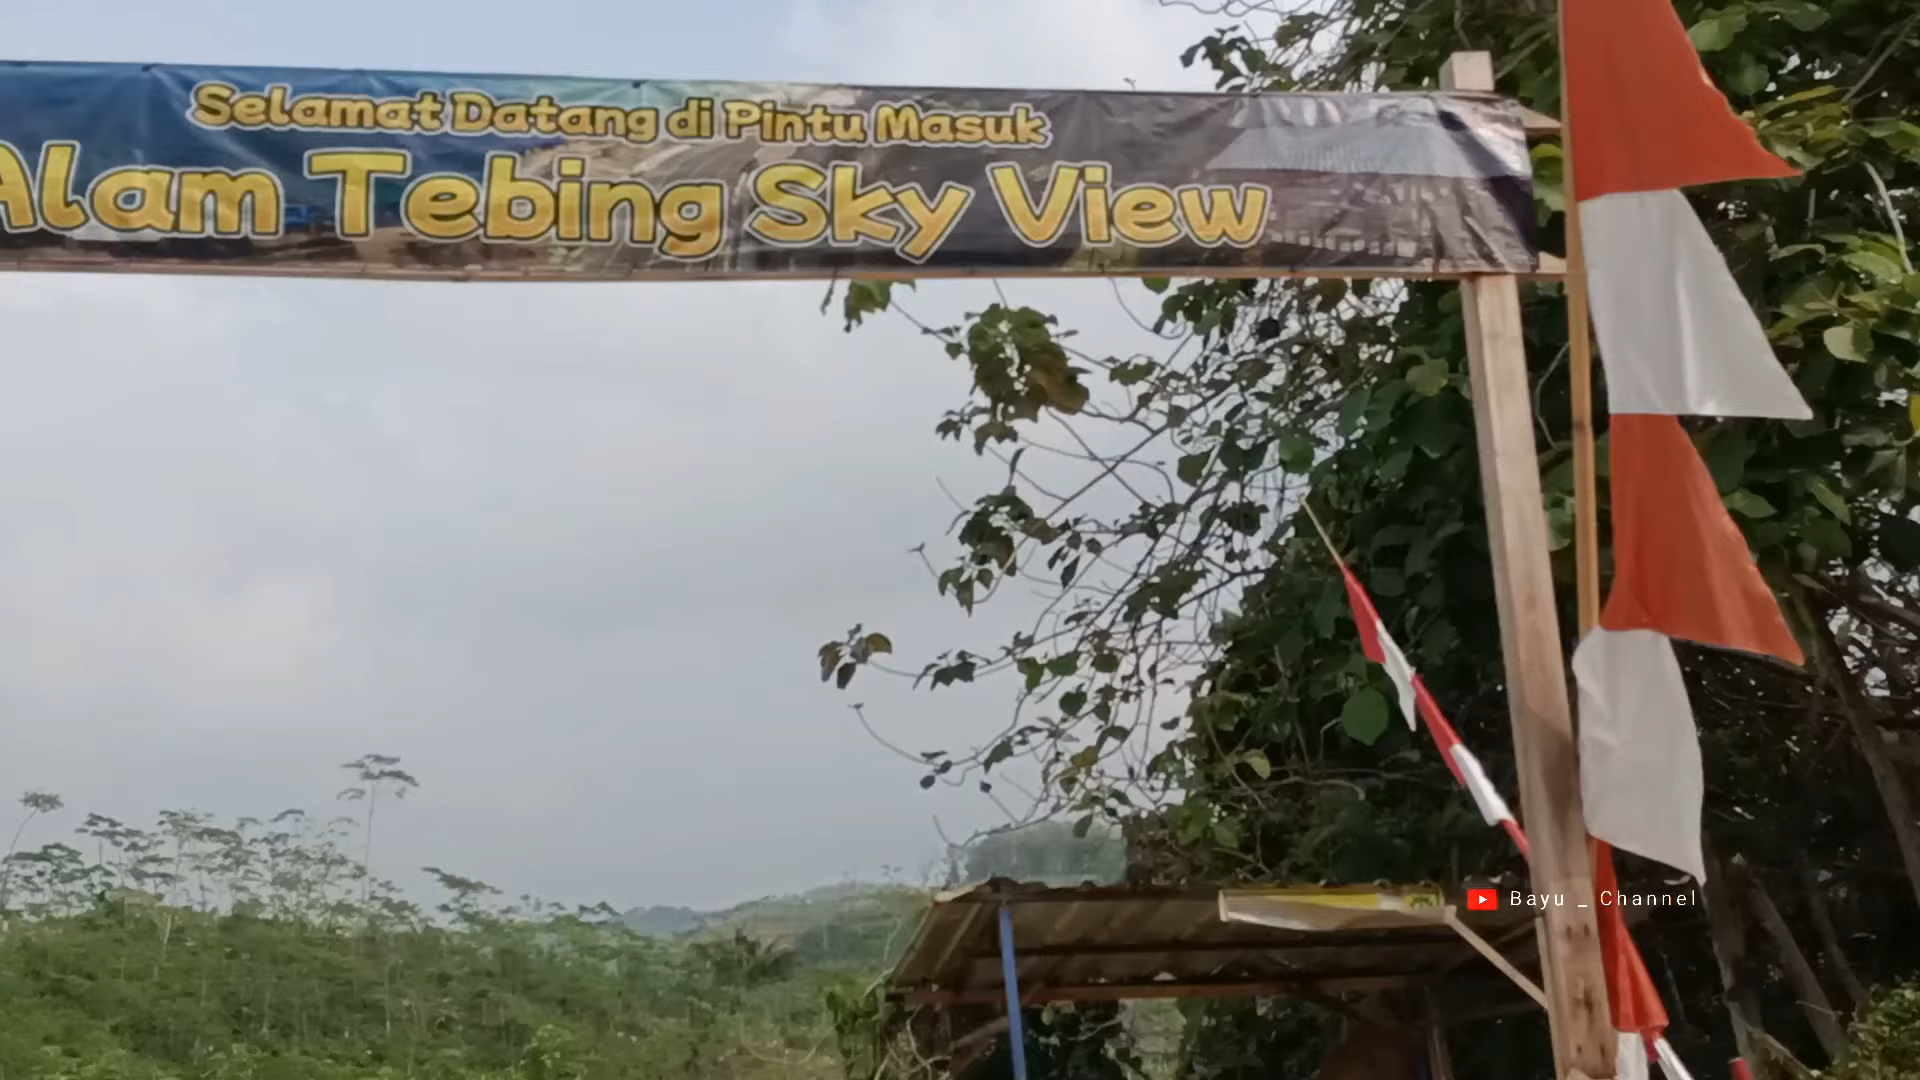 Selamat Datang di Pintu Masuk
Alam Tebing Sky View
Bayu _ Channel